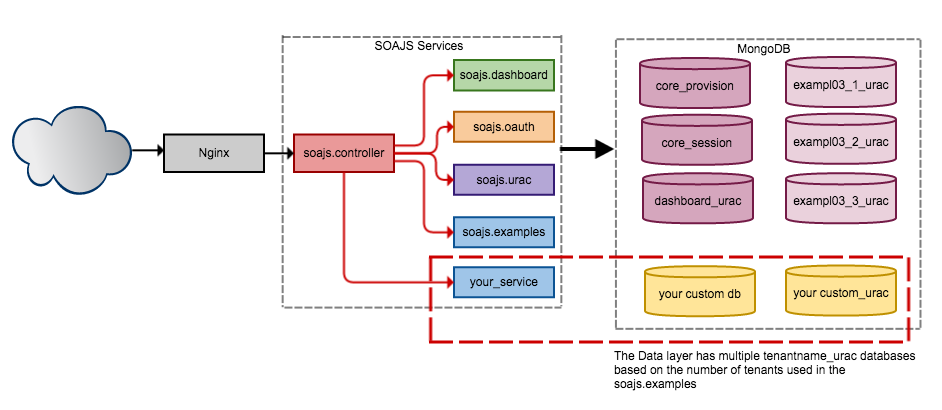 SOAJS Services
MongoDB
soajs.dashboard
core_provision
exampl03_1_urac
soajs.oauth
Nginx
soajs.controller
core_session
exampl03_2_urac
soajs.urac
dashboard_urac
exampl03_3_urac
soajs.examples
your_service
your custom db
your custom_urac
The Data layer has multiple tenantname_urac databases
based on the number of tenants used in the
soajs.examples